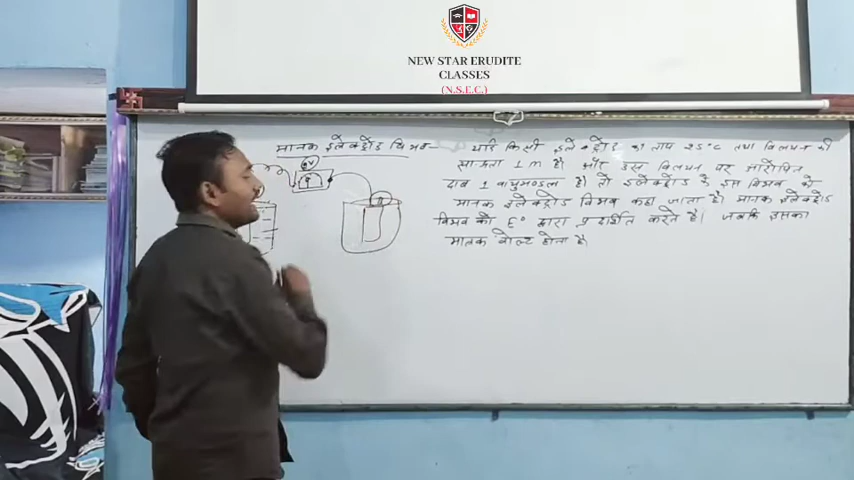 NEW STAR ERUDITE
CLASSES
(N.S.E.C.)
मानक इलेक्ट्रोड विभव – यदि किसी इलेक्ट्रोड का ताप 25°C तथा विलयन की
सान्द्रता 1 m है। और उस विलयन पर आरोपित
दाब 1 वायुमण्डल है। तो इलेक्ट्रोड के इस विभव को
मानक इलेक्ट्रोड विभव कहा जाता है। मानक इलेक्ट्रोड
विभव को E° द्वारा प्रदर्शित करते है। जबकि इसका
मात्रक वोल्ट होता है।